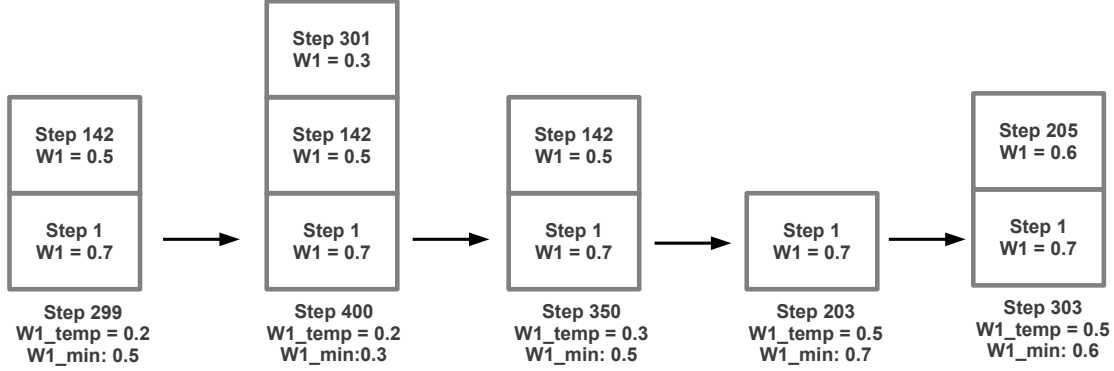 Step 142
W1 = 0.5
Step 1
W1 = 0.7
Step 299
W1_temp = 0.2
W1_min: 0.5
Step 301
W1 = 0.3
Step 142
W1 = 0.5
Step 1
W1 = 0.7
Step 400
W1_temp = 0.2
W1_min:0.3
Step 142
W1 = 0.5
Step 1
W1 = 0.7
Step 350
W1_temp = 0.3
W1_min: 0.5
Step 1
W1 = 0.7
Step 203
W1_temp = 0.5
W1_min: 0.7
Step 205
W1 = 0.6
Step 1
W1 = 0.7
Step 303
W1_temp = 0.5
W1_min: 0.6